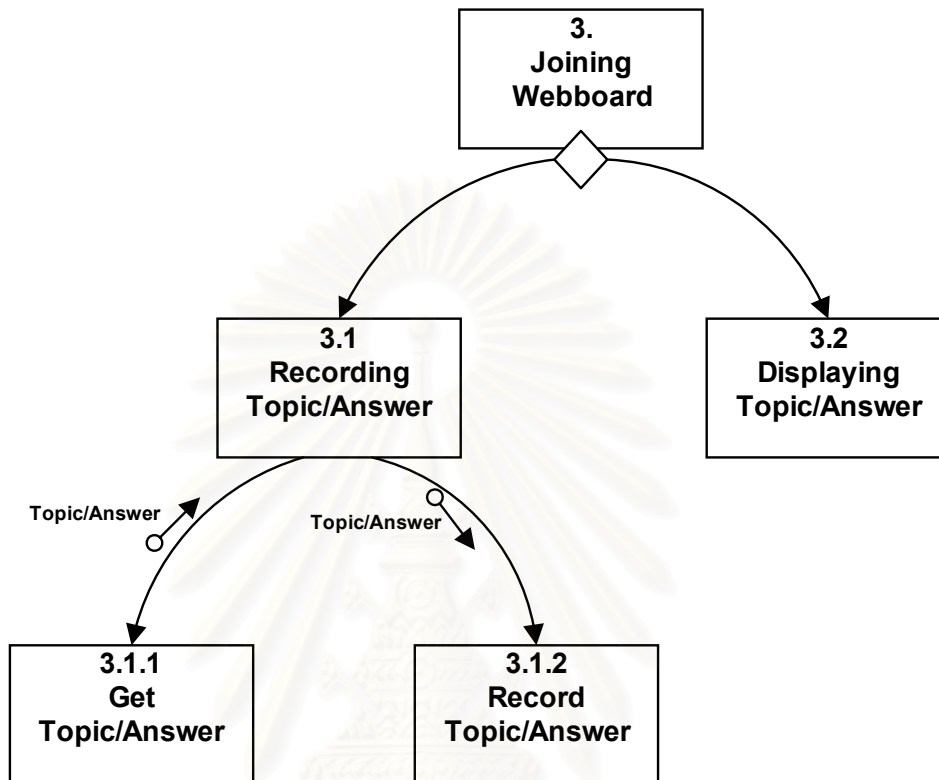 3.
Joining
Webboard
3.1
Recording
Topic/Answer
3.2
Displaying
Topic/Answer
Topic/Answer
Topic/Answer
3.1.1
Get
Topic/Answer
3.1.2
Record
Topic/Answer